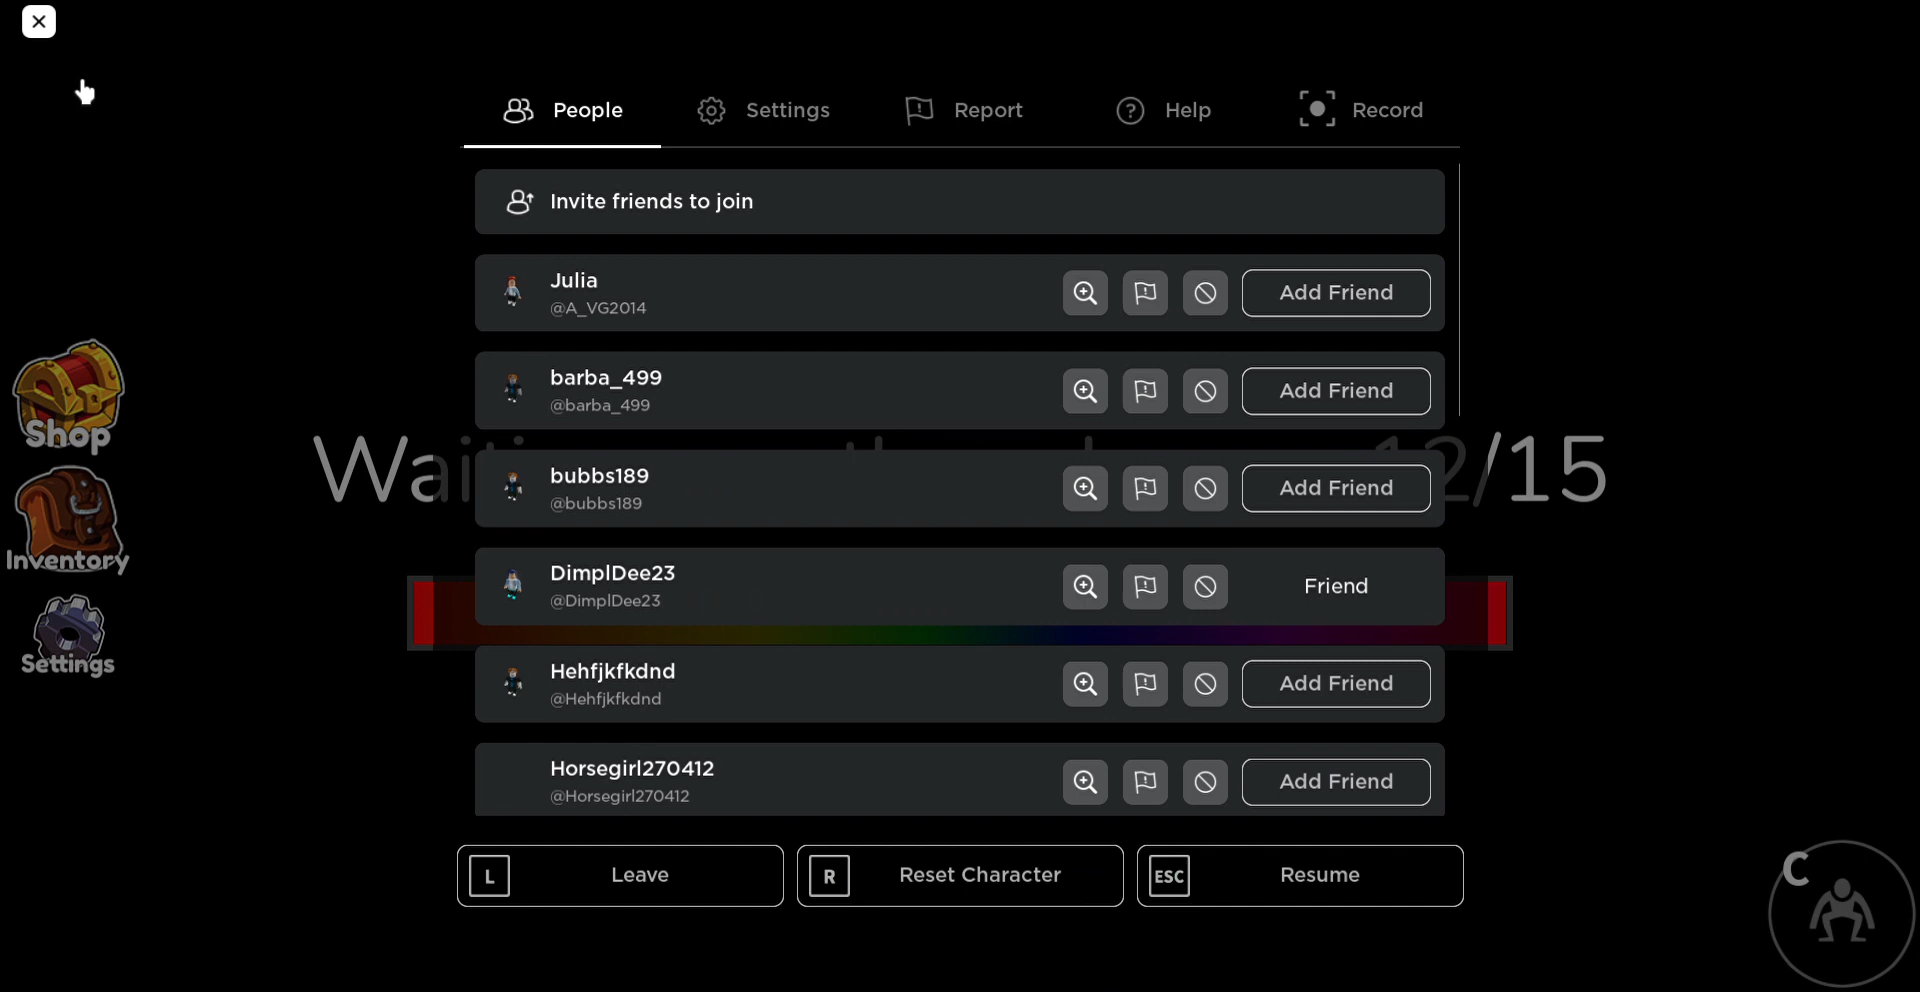 People Settings Report Help Record
Invite friends to join
Julia
@A_VG2014
Add Friend
barba_499
@barba_499
Add Friend
Shop
12/15
bubbs189
@bubbs189
Add Friend
Inventory
DimplDee23
@DimplDee23
Friend
Settings
Hehfjkfkdnd
@Hehfjkfkdnd
Add Friend
Horsegirl270412
@Horsegirl270412
Add Friend
L Leave R Reset Character ESC Resume
C